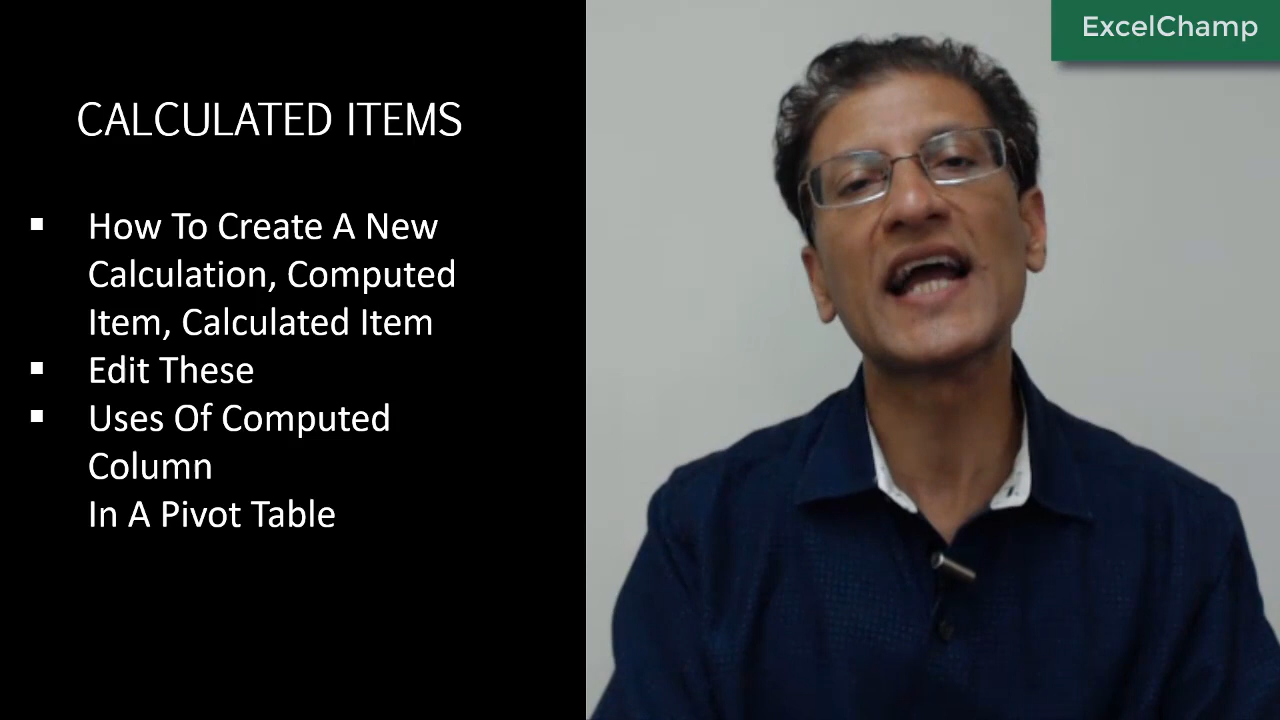 ExcelChamp
CALCULATED ITEMS
▪ How To Create A New
Calculation, Computed
Item, Calculated Item
▪ Edit These
▪ Uses Of Computed
Column
In A Pivot Table